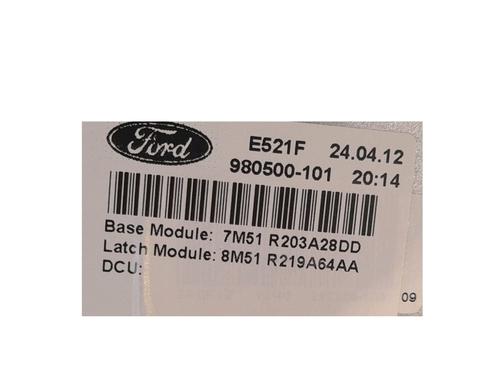 Ford
E521F 24.04.12
980500-101 20:14
Base Module: 7M51 R203A28DD
Latch Module: 8M51 R219A64AA
DCU:
09